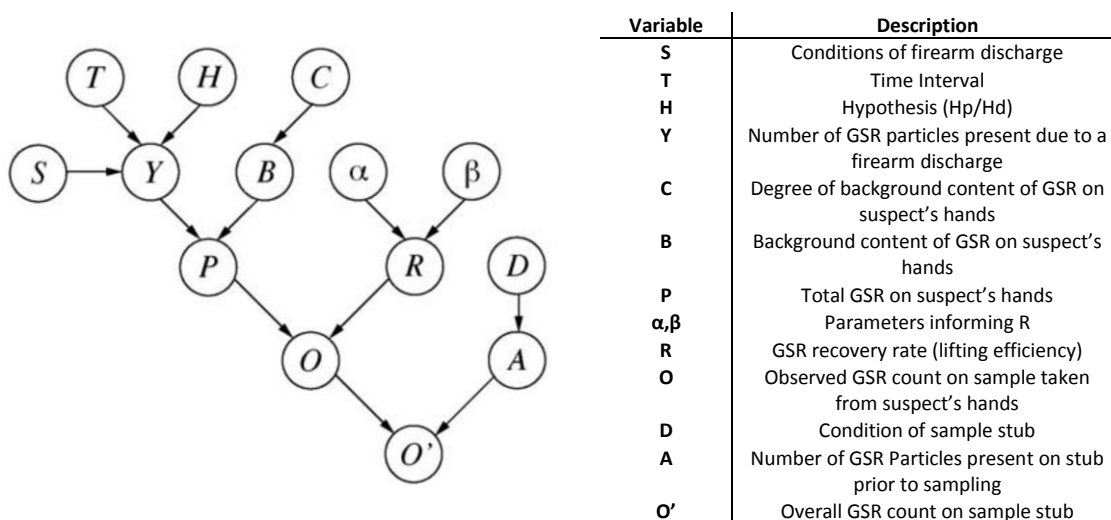 T H C
S Y B α β
P R D
O A
O'
Variable Description
S Conditions of firearm discharge
T Time Interval
H Hypothesis (Hp/Hd)
Y Number of GSR particles present due to a
firearm discharge
C Degree of background content of GSR on
suspect's hands
B Background content of GSR on suspect's
hands
P Total GSR on suspect's hands
α,β Parameters informing R
R GSR recovery rate (lifting efficiency)
O Observed GSR count on sample taken
from suspect's hands
D Condition of sample stub
A Number of GSR Particles present on stub
prior to sampling
O' Overall GSR count on sample stub